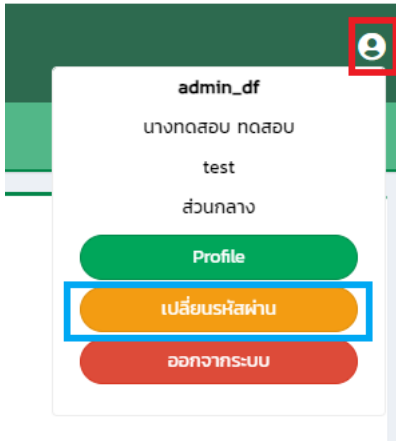 admin_df
นางทดสอบ ทดสอบ
test
ส่วนกลาง
Profile
เปลี่ยนรหัสผ่าน
ออกจากระบบ